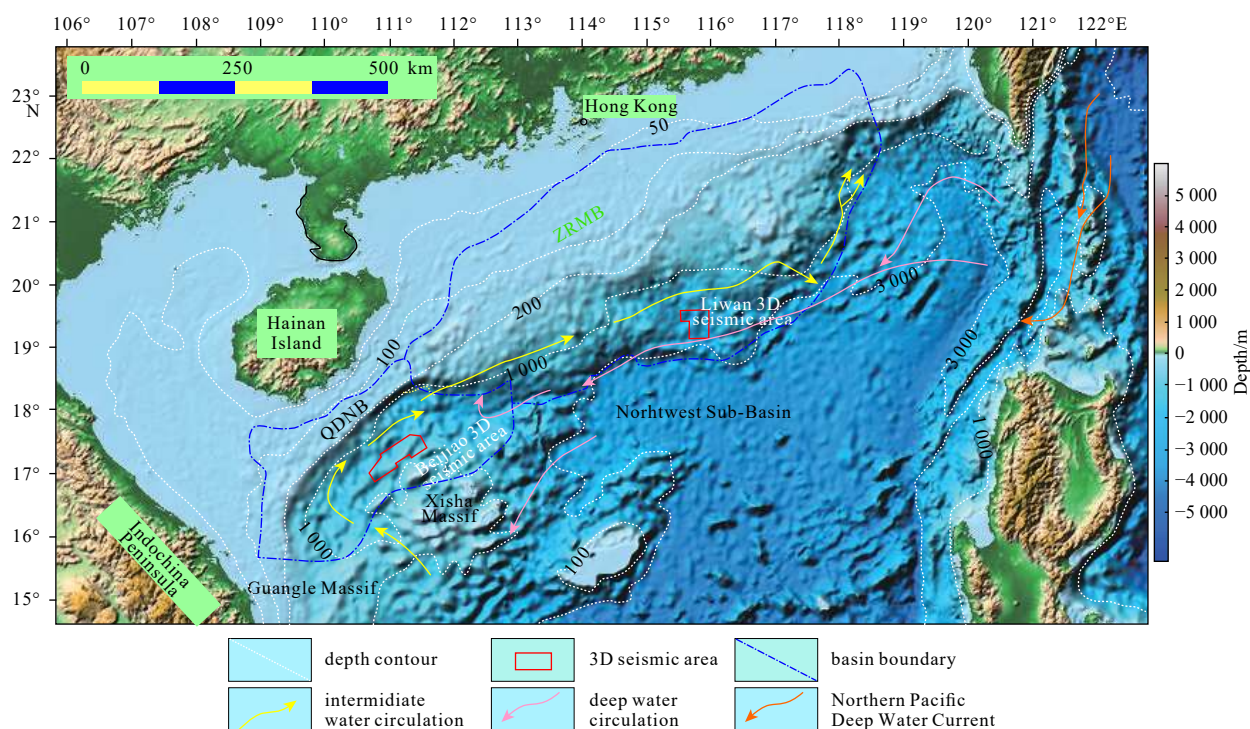 106° 107° 108° 109° 110° 111° 112° 113° 114° 115° 116° 117° 118° 119° 120° 121° 122°E
0 250 500 km
23°
N
22°
21°
20°
19°
18°
17°
16°
15°
Hong Kong
50
ZRMB
200
Hainan
Island
100
1 000
QDNB
Liwan 3D
seismic area
3 000
3 000
1 000
Norhtwest Sub-Basin
Beijiao 3D
seismic area
Xisha
Massif
1 000
100
Indochina
Peninsula
Guangle Massif
5 000
4 000
3 000
2 000
1 000
0
−1 000
−2 000
−3 000
−4 000
−5 000
Depth/m
depth contour
3D seismic area
basin boundary
intermidiate
water circulation
deep water
circulation
Northern Pacific
Deep Water Current